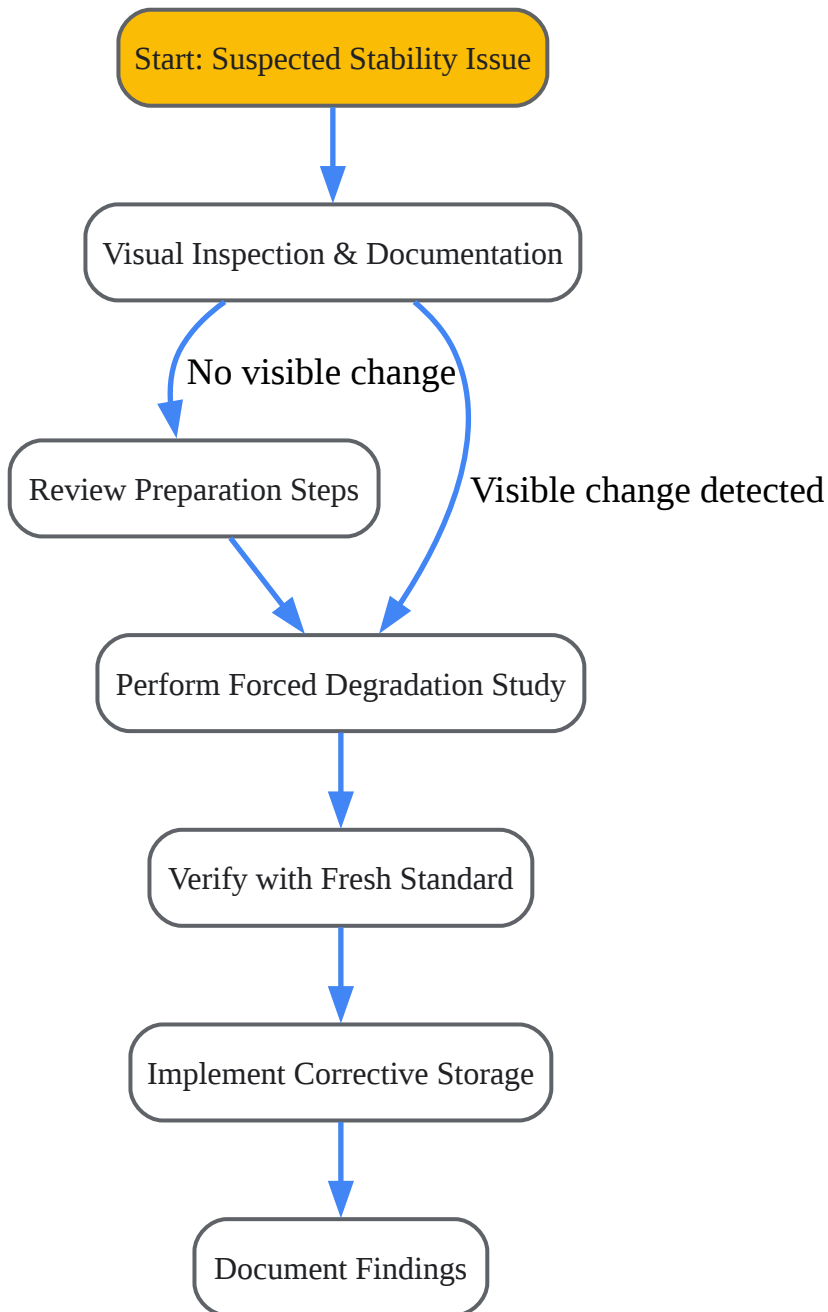 Start: Suspected Stability Issue
Visual Inspection & Documentation
No visible change
Review Preparation Steps
Visible change detected
Perform Forced Degradation Study
Verify with Fresh Standard
Implement Corrective Storage
Document Findings